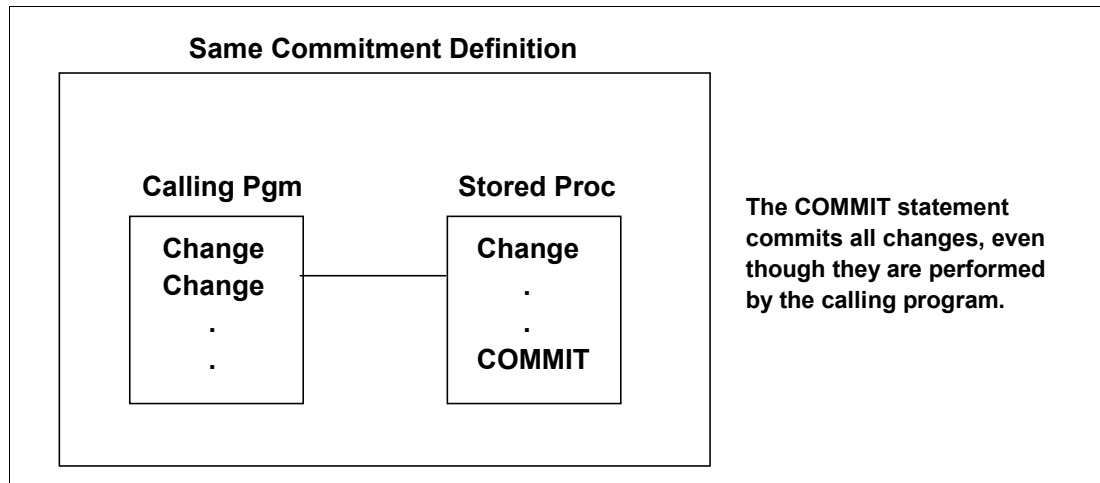 Same Commitment Definition
Calling Pgm
Change
Change
.
.
Stored Proc
Change
.
.
COMMIT
The COMMIT statement
commits all changes, even
though they are performed
by the calling program.